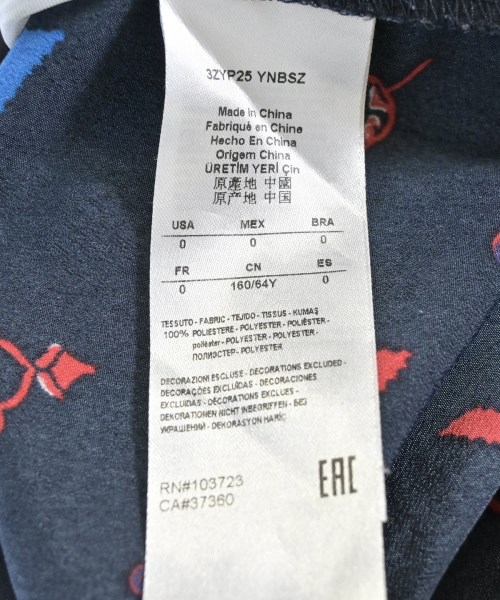 3ZYP25 YNBSZ
Made in China
Fabriqué en Chine
Hecho En China
Origem China
ÜRETİM YERİ Çin
原產地 中國
原产地 中国
USA MEX BRA
0 0 0
FR CN ES
0 160/64Y 0
TESSUTO - FABRIC - TEJIDO - TISSUS - KUMAŞ
100% POLIESTERE - POLYESTER - POLIÉSTER -
poliéster - POLYESTER - POLYESTER -
ПОЛИЭСТЕР - POLYESTER
DECORAZIONI ESCLUSE - DECORATIONS EXCLUDED -
DECORAÇÕES EXCLUÍDAS - DECORACIONES
EXCLUIDAS - DÉCORATIONS EXCLUES -
DEKORATIONEN NICHT INBEGRIFFEN - БЕЗ
УКРАШЕНИЙ - DEKORASYON HARİÇ
RN#103723
CA#37360
EAC